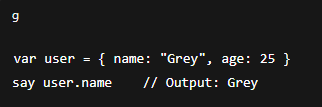 g
var user = { name: "Grey", age: 25 }
say user.name    // Output: Grey